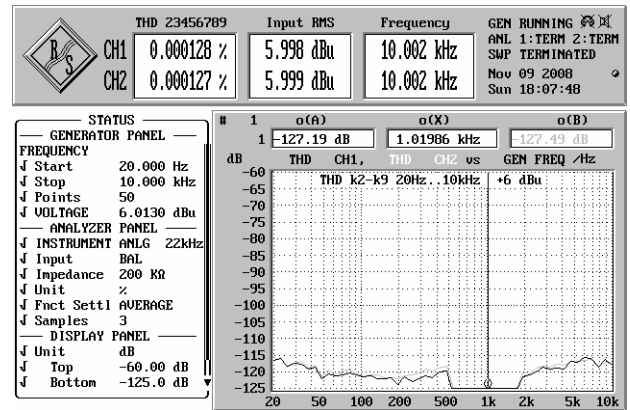 R&S
THD 23456789 Input RMS Frequency
CH1 0.000128 % 5.998 dBu 10.002 kHz
CH2 0.000127 % 5.999 dBu 10.002 kHz
GEN RUNNING
ANL 1:TERM 2:TERM
SWP TERMINATED
Nov 09 2008
Sun 18:07:48
STATUS
GENERATOR PANEL
FREQUENCY
Start 20.000 Hz
Stop 10.000 kHz
Points 50
VOLTAGE 6.0130 dBu
ANALYZER PANEL
INSTRUMENT ANLG 22kHz
Input BAL
Impedance 200 KΩ
Unit %
Fnct Settl AVERAGE
Samples 3
DISPLAY PANEL
Unit dB
Top -60.00 dB
Bottom -125.0 dB
# 1 o(A) o(X) o(B)
1 -127.19 dB 1.01986 kHz -127.49 dB
dB THD CH1, THD CH2 vs GEN FREQ /Hz
THD k2-k9 20Hz..10kHz +6 dBu
-60
-65
-70
-75
-80
-85
-90
-95
-100
-105
-110
-115
-120
-125
20 50 100 200 500 1k 2k 5k 10k